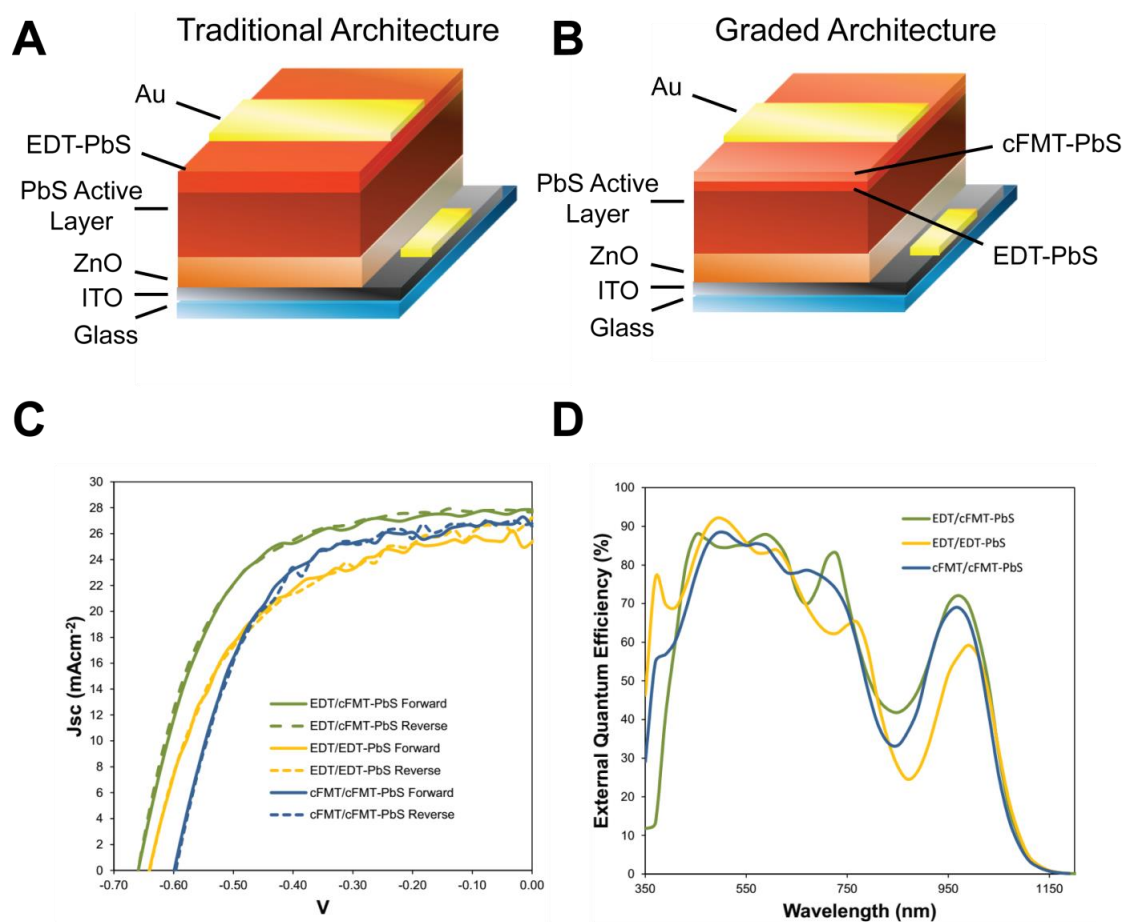 A
Traditional Architecture
Au
EDT-PbS
PbS Active
Layer
ZnO
ITO
Glass
B
Graded Architecture
Au
cFMT-PbS
PbS Active
Layer
EDT-PbS
ZnO
ITO
Glass
C
Jsc (mAcm-2)
30
28
26
24
22
20
18
16
14
12
10
8
6
4
2
0
EDT/cFMT-PbS Forward
EDT/cFMT-PbS Reverse
EDT/EDT-PbS Forward
EDT/EDT-PbS Reverse
cFMT/cFMT-PbS Forward
cFMT/cFMT-PbS Reverse
-0.70 -0.60 -0.50 -0.40 -0.30 -0.20 -0.10 0.00
V
D
External Quantum Efficiency (%)
100
90
80
70
60
50
40
30
20
10
0
EDT/cFMT-PbS
EDT/EDT-PbS
cFMT/cFMT-PbS
350 550 750 950 1150
Wavelength (nm)